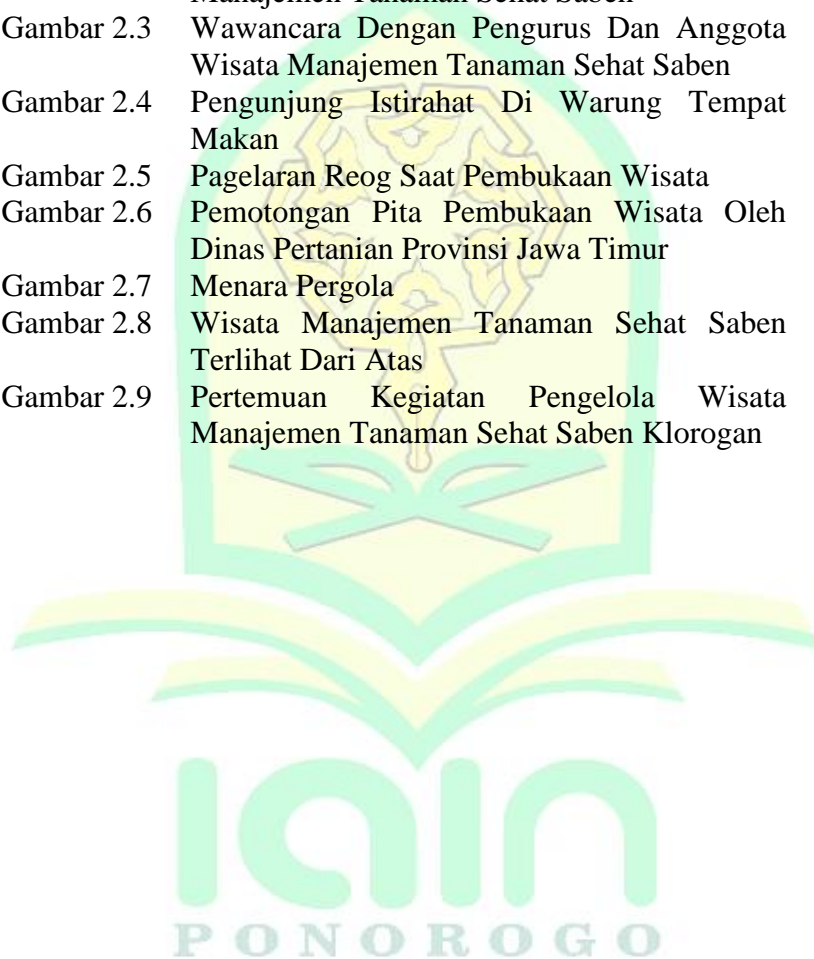 Manajemen Tanaman Sehat Saben
Gambar 2.3 Wawancara Dengan Pengurus Dan Anggota
Wisata Manajemen Tanaman Sehat Saben
Gambar 2.4 Pengunjung Istirahat Di Warung Tempat
Makan
Gambar 2.5 Pagelaran Reog Saat Pembukaan Wisata
Gambar 2.6 Pemotongan Pita Pembukaan Wisata Oleh
Dinas Pertanian Provinsi Jawa Timur
Gambar 2.7 Menara Pergola
Gambar 2.8 Wisata Manajemen Tanaman Sehat Saben
Terlihat Dari Atas
Gambar 2.9 Pertemuan Kegiatan Pengelola Wisata
Manajemen Tanaman Sehat Saben Klorogan
iain
PONOROGO